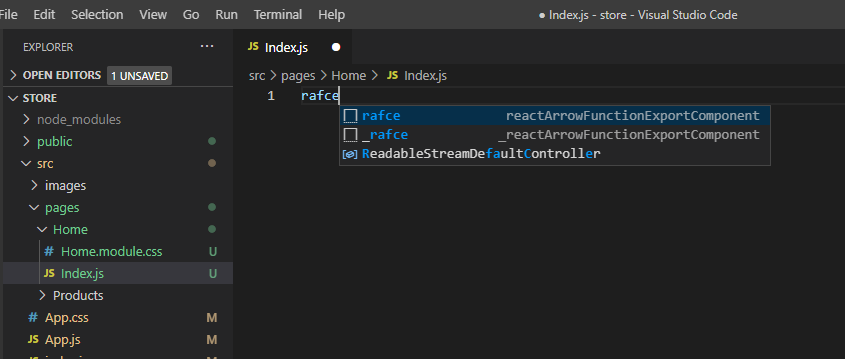 File Edit Selection View Go Run Terminal Help ● Index.js - store - Visual Studio Code
EXPLORER ···
OPEN EDITORS 1 UNSAVED
STORE
node_modules
public
src
images
pages
Home
# Home.module.css U
JS Index.js U
Products
# App.css M
JS App.js M
JS Index.js ●
src > pages > Home > JS Index.js
1 rafce
rafce reactArrowFunctionExportComponent
_rafce _reactArrowFunctionExportComponent
ReadableStreamDefaultController